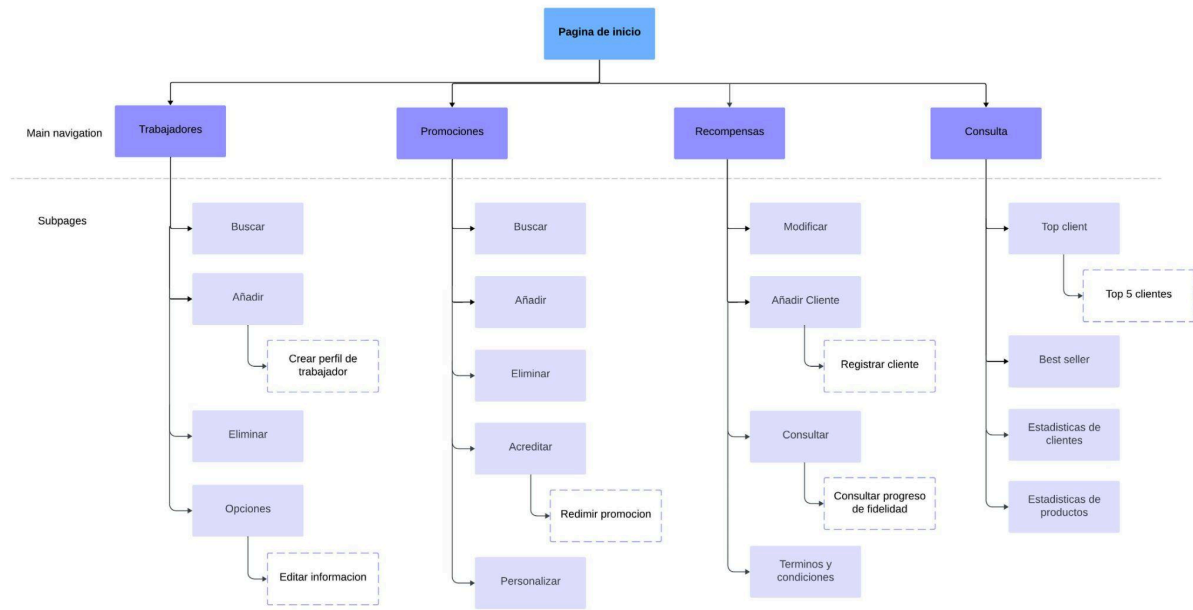 Pagina de inicio
Main navigation
Trabajadores
Promociones
Recompensas
Consulta
Subpages
Buscar
Añadir
Crear perfil de
trabajador
Eliminar
Opciones
Editar informacion
Buscar
Añadir
Eliminar
Acreditar
Redimir promocion
Personalizar
Modificar
Añadir Cliente
Registrar cliente
Consultar
Consultar progreso
de fidelidad
Terminos y
condiciones
Top client
Top 5 clientes
Best seller
Estadisticas de
clientes
Estadisticas de
productos